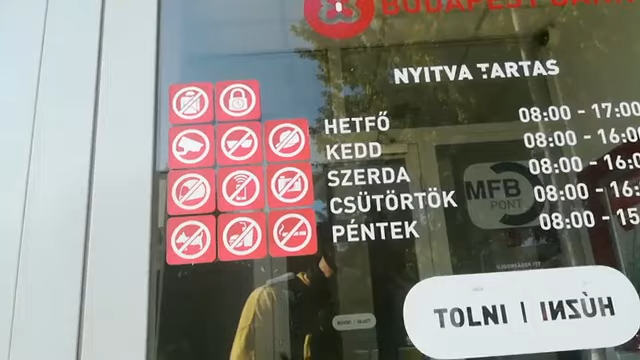 BUDAPEST BANK
NYITVA TARTAS
HETFŐ 08:00 - 17:00
KEDD 08:00 - 16:0
SZERDA 08:00 - 16:0
CSÜTÖRTÖK 08:00 - 16:
PÉNTEK 08:00 - 15
MFB
PONT
TOLNI | HÚZNI